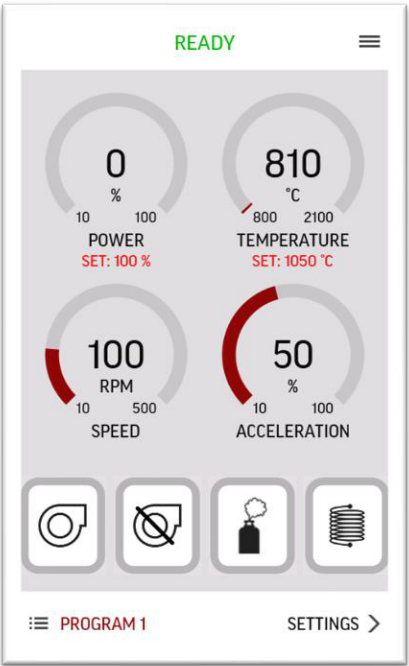 READY
0
%
10 100
POWER
SET: 100 %
810
°C
800 2100
TEMPERATURE
SET: 1050 °C
100
RPM
10 500
SPEED
50
%
10 100
ACCELERATION
PROGRAM 1
SETTINGS